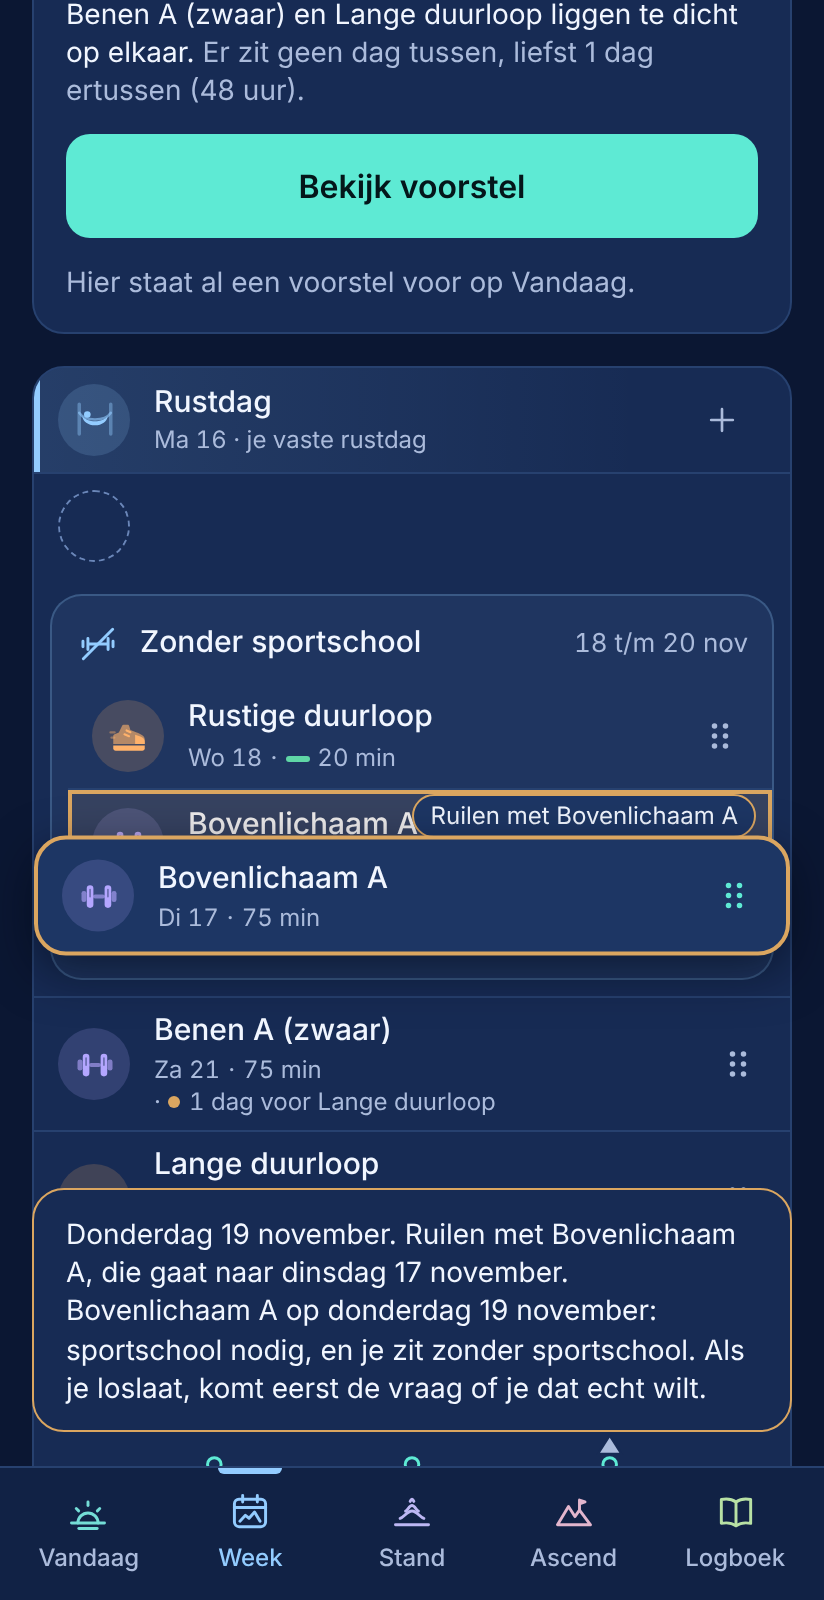 Benen A (zwaar) en Lange duurloop liggen te dicht
op elkaar. Er zit geen dag tussen, liefst 1 dag
ertussen (48 uur).
Bekijk voorstel
Hier staat al een voorstel voor op Vandaag.
Rustdag
Ma 16 · je vaste rustdag
Zonder sportschool
18 t/m 20 nov
Rustige duurloop
Wo 18 · 20 min
Bovenlichaam A
Ruilen met Bovenlichaam A
Bovenlichaam A
Di 17 · 75 min
Benen A (zwaar)
Za 21 · 75 min
· 1 dag voor Lange duurloop
Lange duurloop
Donderdag 19 november. Ruilen met Bovenlichaam
A, die gaat naar dinsdag 17 november.
Bovenlichaam A op donderdag 19 november:
sportschool nodig, en je zit zonder sportschool. Als
je loslaat, komt eerst de vraag of je dat echt wilt.
Vandaag
Week
Stand
Ascend
Logboek